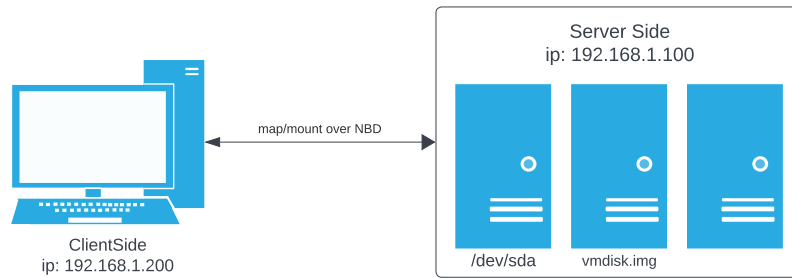 Server Side
ip: 192.168.1.100
map/mount over NBD
/dev/sda
vmdisk.img
ClientSide
ip: 192.168.1.200